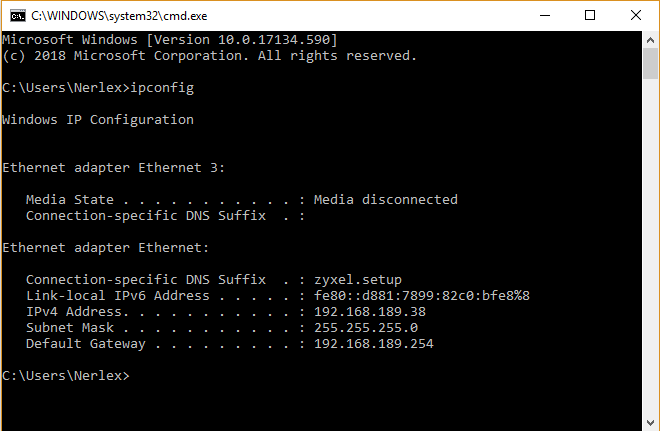 C:\WINDOWS\system32\cmd.exe
Microsoft Windows [Version 10.0.17134.590]
(c) 2018 Microsoft Corporation. All rights reserved.
C:\Users\Nerlex>ipconfig
Windows IP Configuration
Ethernet adapter Ethernet 3:
   Media State . . . . . . . . . . . : Media disconnected
   Connection-specific DNS Suffix  . :
Ethernet adapter Ethernet:
   Connection-specific DNS Suffix  . : zyxel.setup
   Link-local IPv6 Address . . . . . : fe80::d881:7899:82c0:bfe8%8
   IPv4 Address. . . . . . . . . . . : 192.168.189.38
   Subnet Mask . . . . . . . . . . . : 255.255.255.0
   Default Gateway . . . . . . . . . : 192.168.189.254
C:\Users\Nerlex>